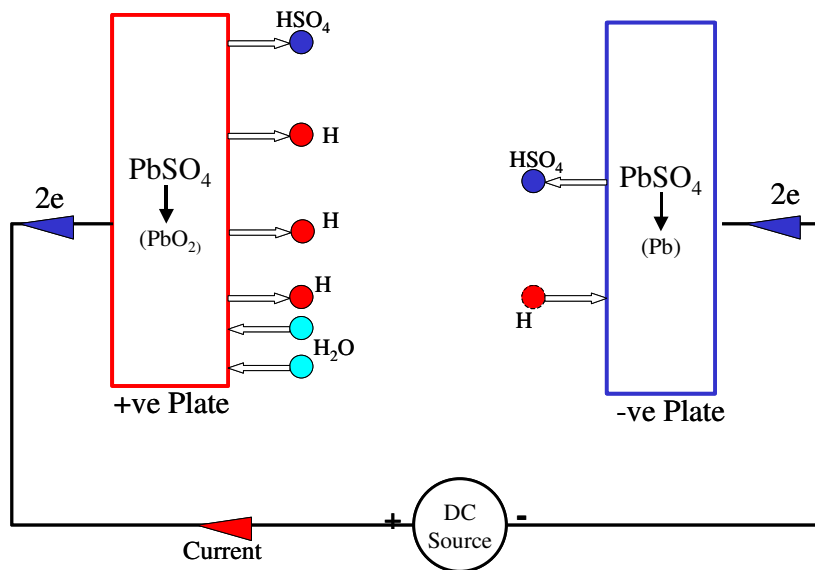 HSO₄
H
PbSO₄
(PbO₂)
2e
H
H
H₂O
+ve Plate
HSO₄
PbSO₄
(Pb)
2e
H
-ve Plate
+
DC
Source
-
Current